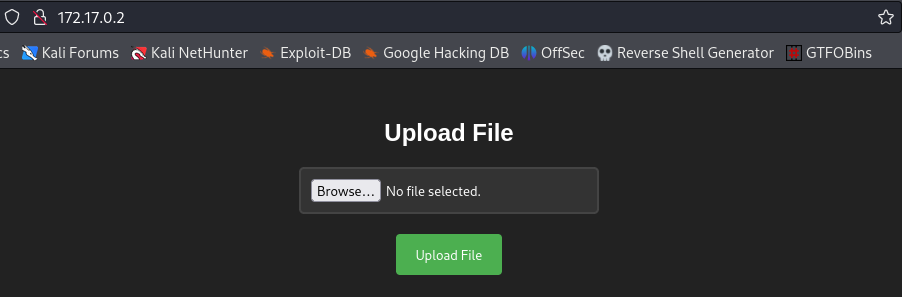 172.17.0.2
cs Kali Forums Kali NetHunter Exploit-DB Google Hacking DB OffSec Reverse Shell Generator GTFOBins
Upload File
Browse... No file selected.
Upload File